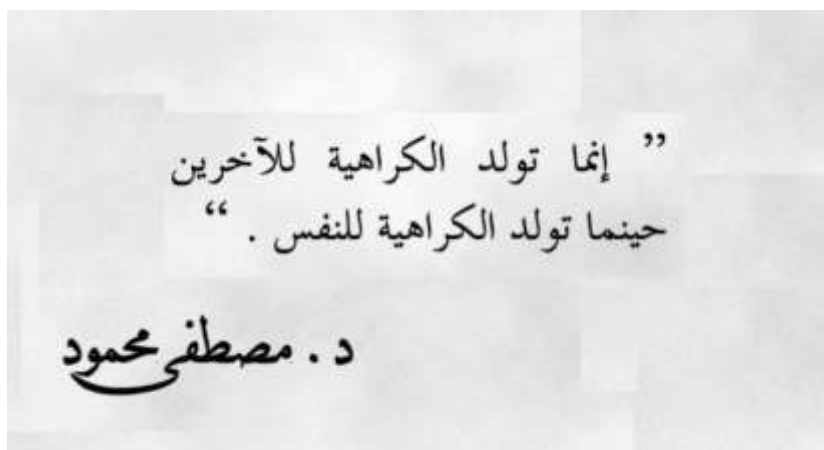 ” إنما تولد الكراهية للآخرين
حينما تولد الكراهية للنفس . “
د . مصطفى محمود